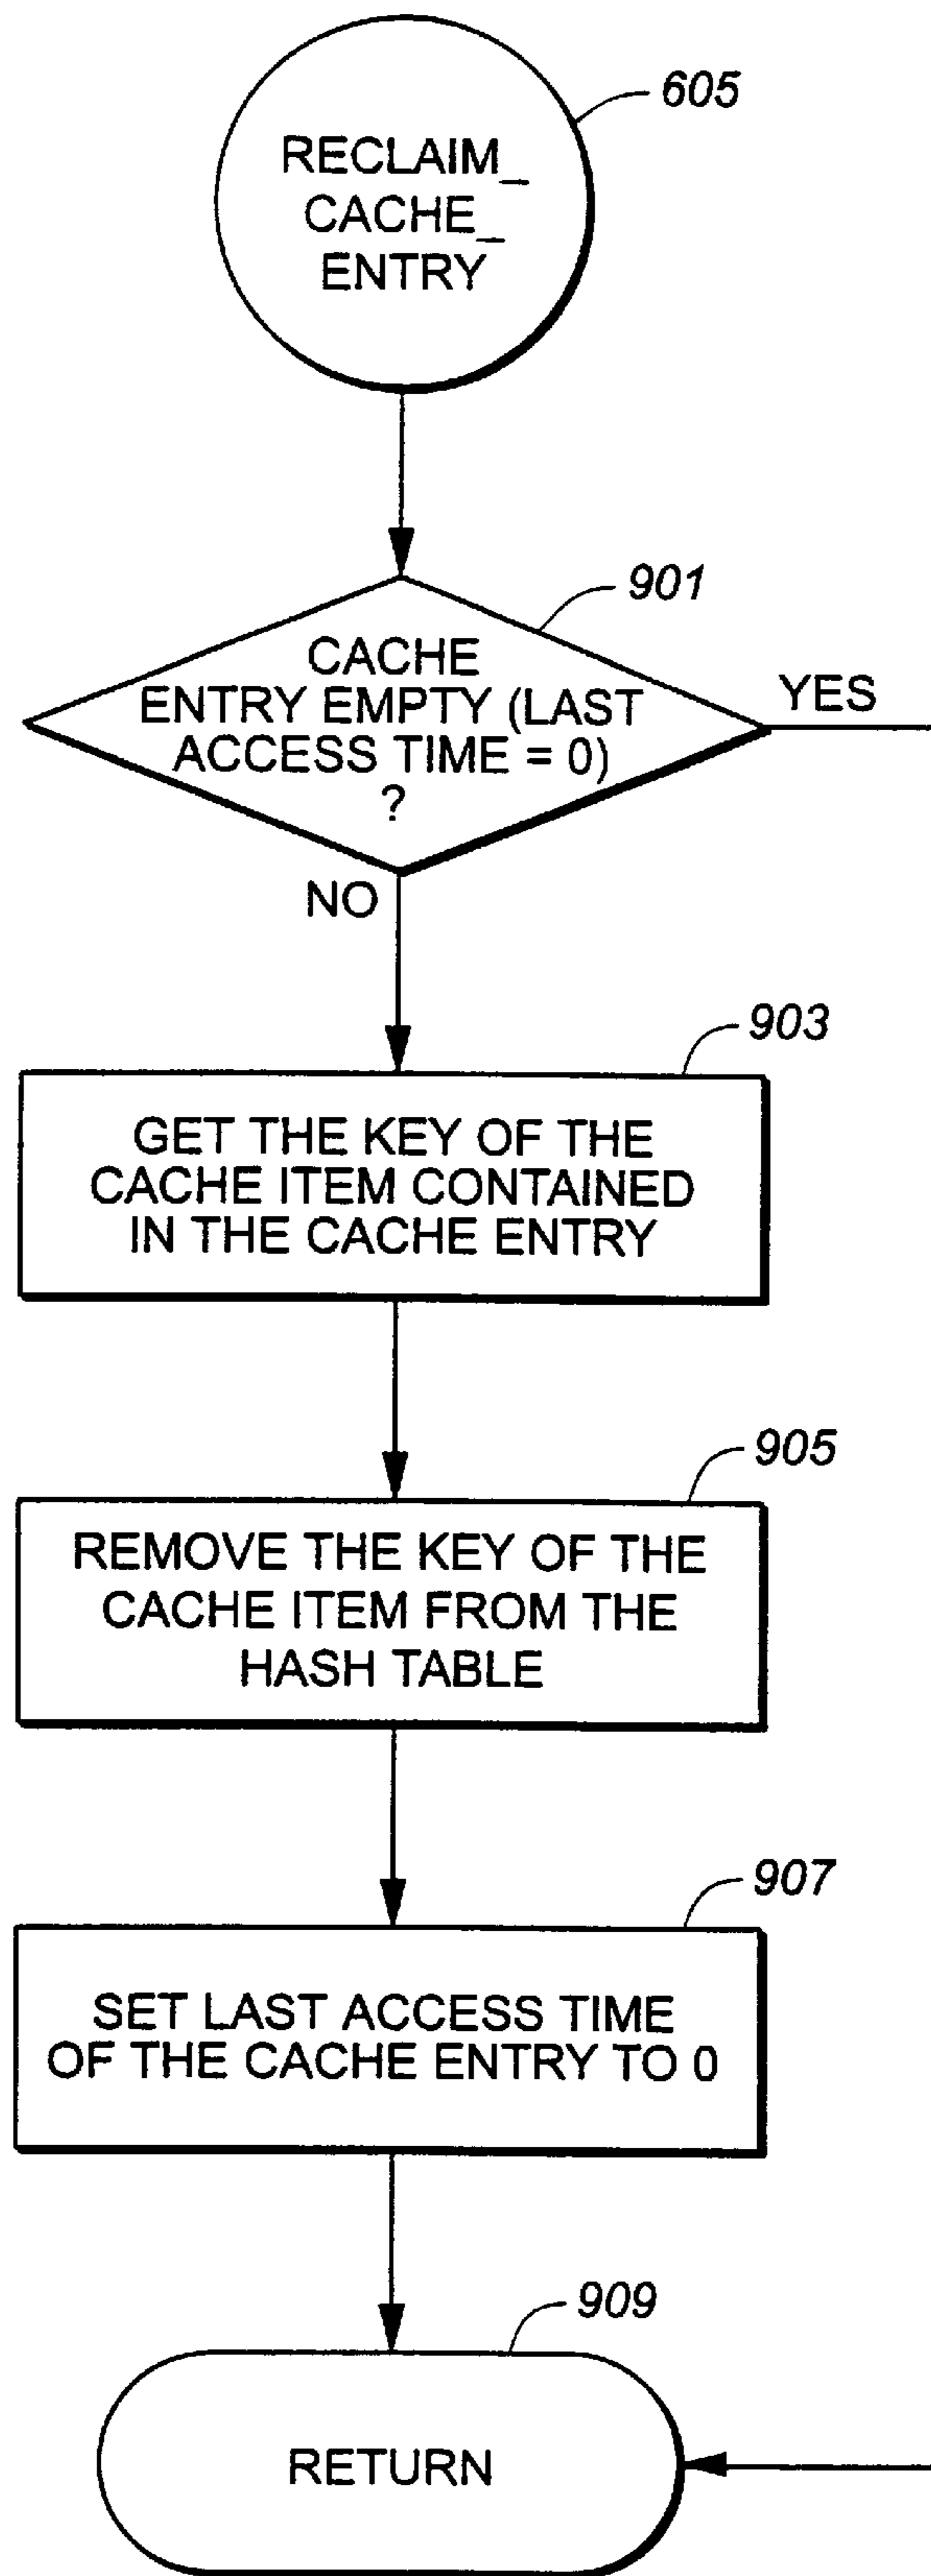 605
RECLAIM_
CACHE_
ENTRY
901
CACHE
ENTRY EMPTY (LAST
ACCESS TIME = 0)
?
YES
NO
903
GET THE KEY OF THE
CACHE ITEM CONTAINED
IN THE CACHE ENTRY
905
REMOVE THE KEY OF THE
CACHE ITEM FROM THE
HASH TABLE
907
SET LAST ACCESS TIME
OF THE CACHE ENTRY TO 0
909
RETURN